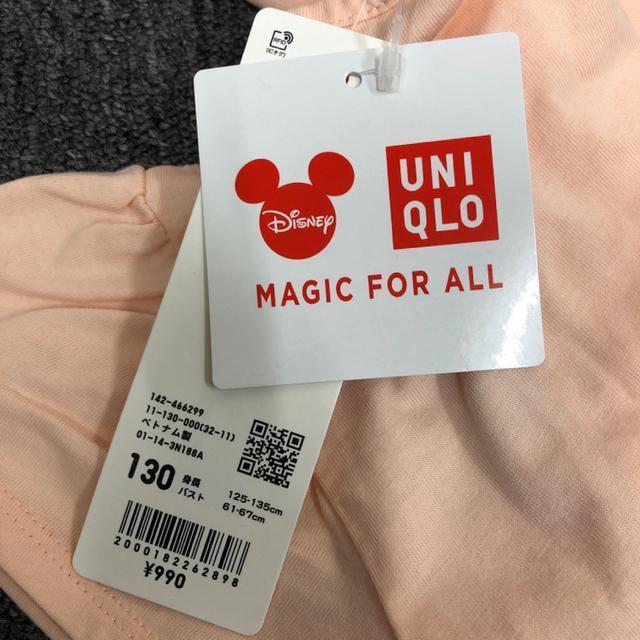 RFID
[ICタグ]
Disney
UNI
QLO
MAGIC FOR ALL
142-466299
11-130-000(32-11)
ベトナム製
01-14-3N188A
130 身長 125-135cm
バスト 61-67cm
2000182262898
¥990